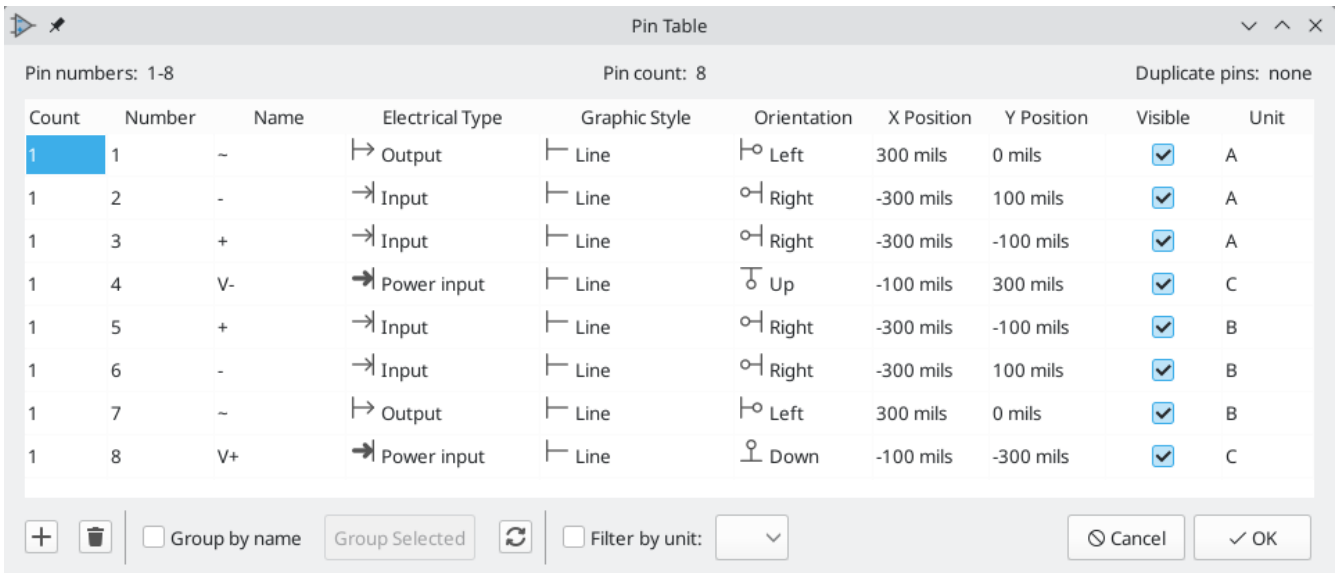 Pin Table
Pin numbers: 1-8 Pin count: 8 Duplicate pins: none
Count Number Name Electrical Type Graphic Style Orientation X Position Y Position Visible Unit
1 1 ~ Output Line Left 300 mils 0 mils A
1 2 - Input Line Right -300 mils 100 mils A
1 3 + Input Line Right -300 mils -100 mils A
1 4 V- Power input Line Up -100 mils 300 mils C
1 5 + Input Line Right -300 mils -100 mils B
1 6 - Input Line Right -300 mils 100 mils B
1 7 ~ Output Line Left 300 mils 0 mils B
1 8 V+ Power input Line Down -100 mils -300 mils C
Group by name Group Selected Filter by unit: Cancel OK